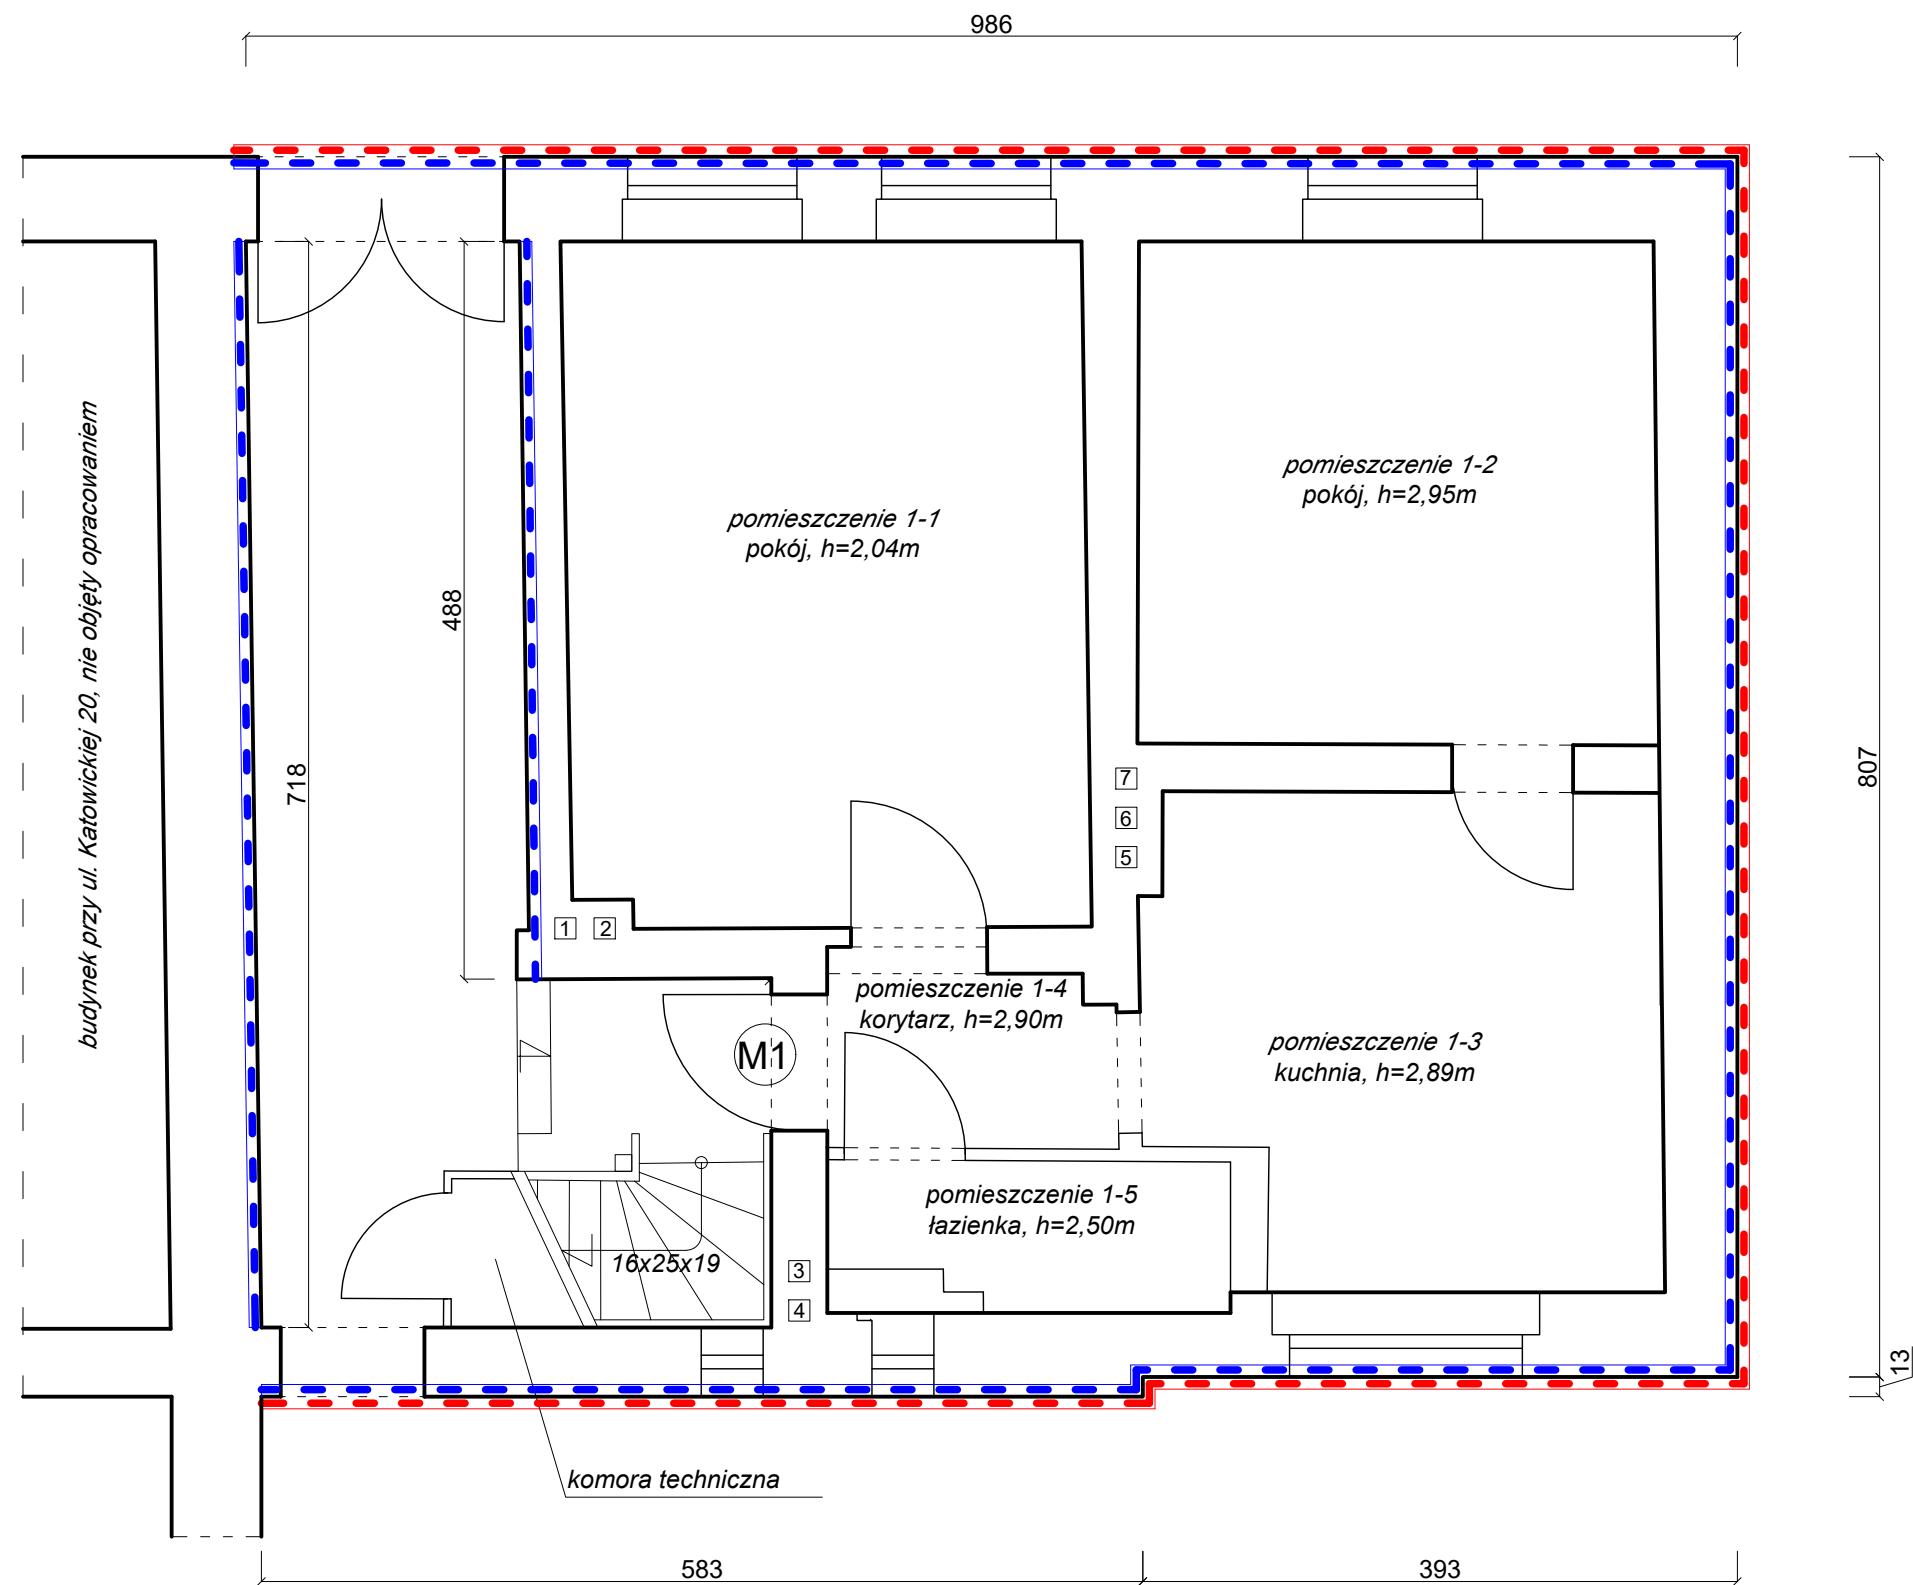 986
budynek przy ul. Katowickiej 20, nie objęty opracowaniem
pomieszczenie 1-2
pokój, h=2,95m
pomieszczenie 1-1
pokój, h=2,04m
488
718
807
7
6
5
1
2
pomieszczenie 1-4
korytarz, h=2,90m
M1
pomieszczenie 1-3
kuchnia, h=2,89m
pomieszczenie 1-5
łazienka, h=2,50m
16x25x19
3
4
13
komora techniczna
583
393